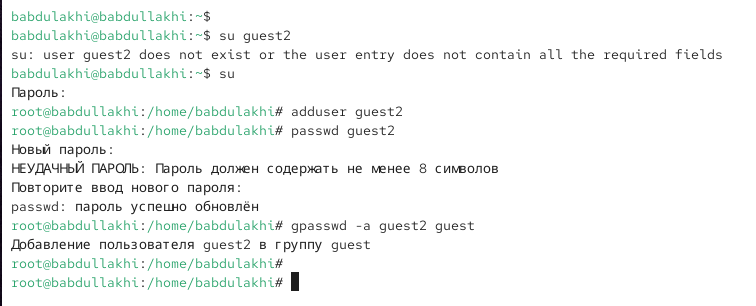 babdulakhi@babdullakhi:~$
babdulakhi@babdullakhi:~$ su guest2
su: user guest2 does not exist or the user entry does not contain all the required fields
babdulakhi@babdullakhi:~$ su
Пароль:
root@babdullakhi:/home/babdulakhi# adduser guest2
root@babdullakhi:/home/babdulakhi# passwd guest2
Новый пароль:
НЕУДАЧНЫЙ ПАРОЛЬ: Пароль должен содержать не менее 8 символов
Повторите ввод нового пароля:
passwd: пароль успешно обновлён
root@babdullakhi:/home/babdulakhi# gpasswd -a guest2 guest
Добавление пользователя guest2 в группу guest
root@babdullakhi:/home/babdulakhi#
root@babdullakhi:/home/babdulakhi#